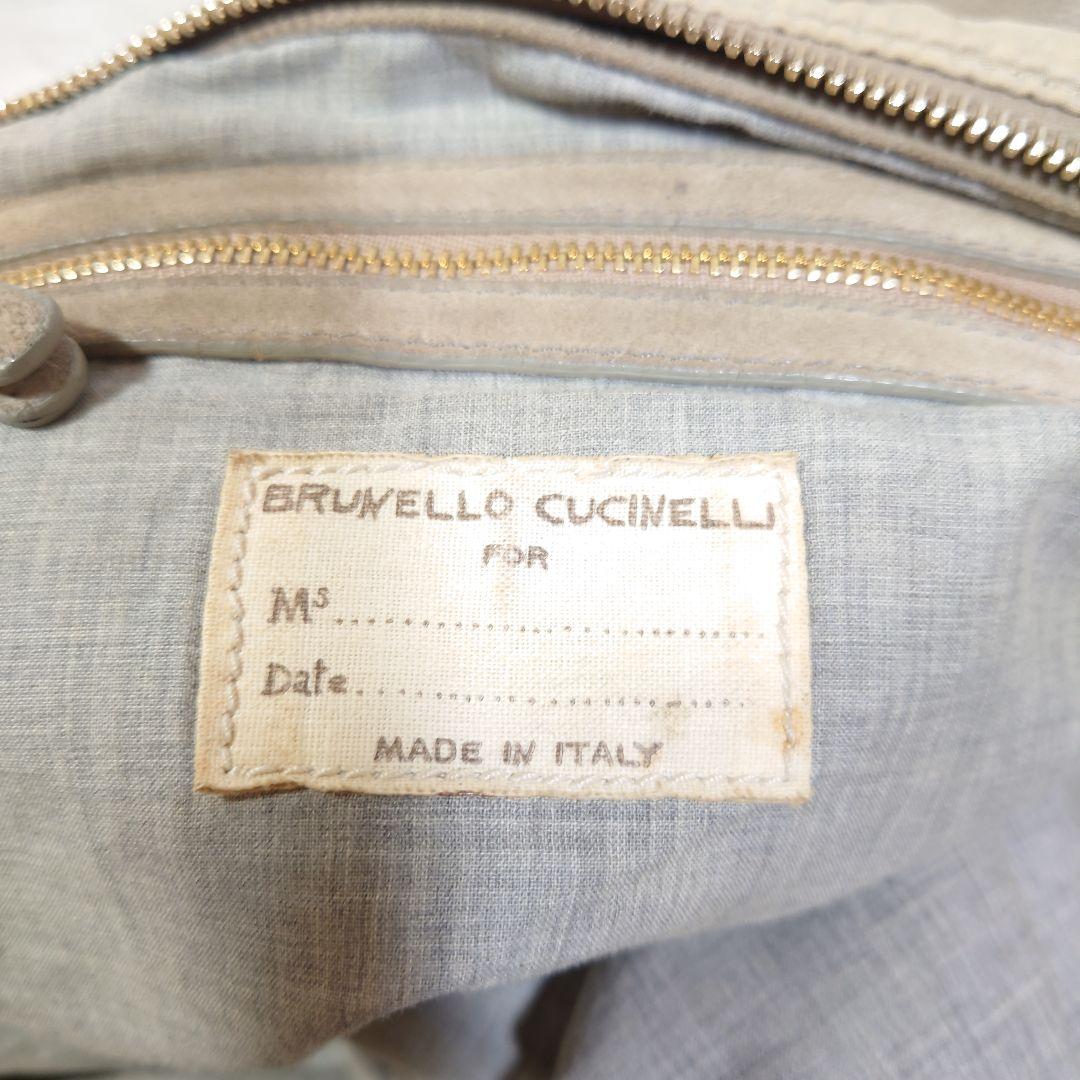 BRUNELLO CUCINELLI
FOR
Ms.......................
Date.......................
MADE IN ITALY